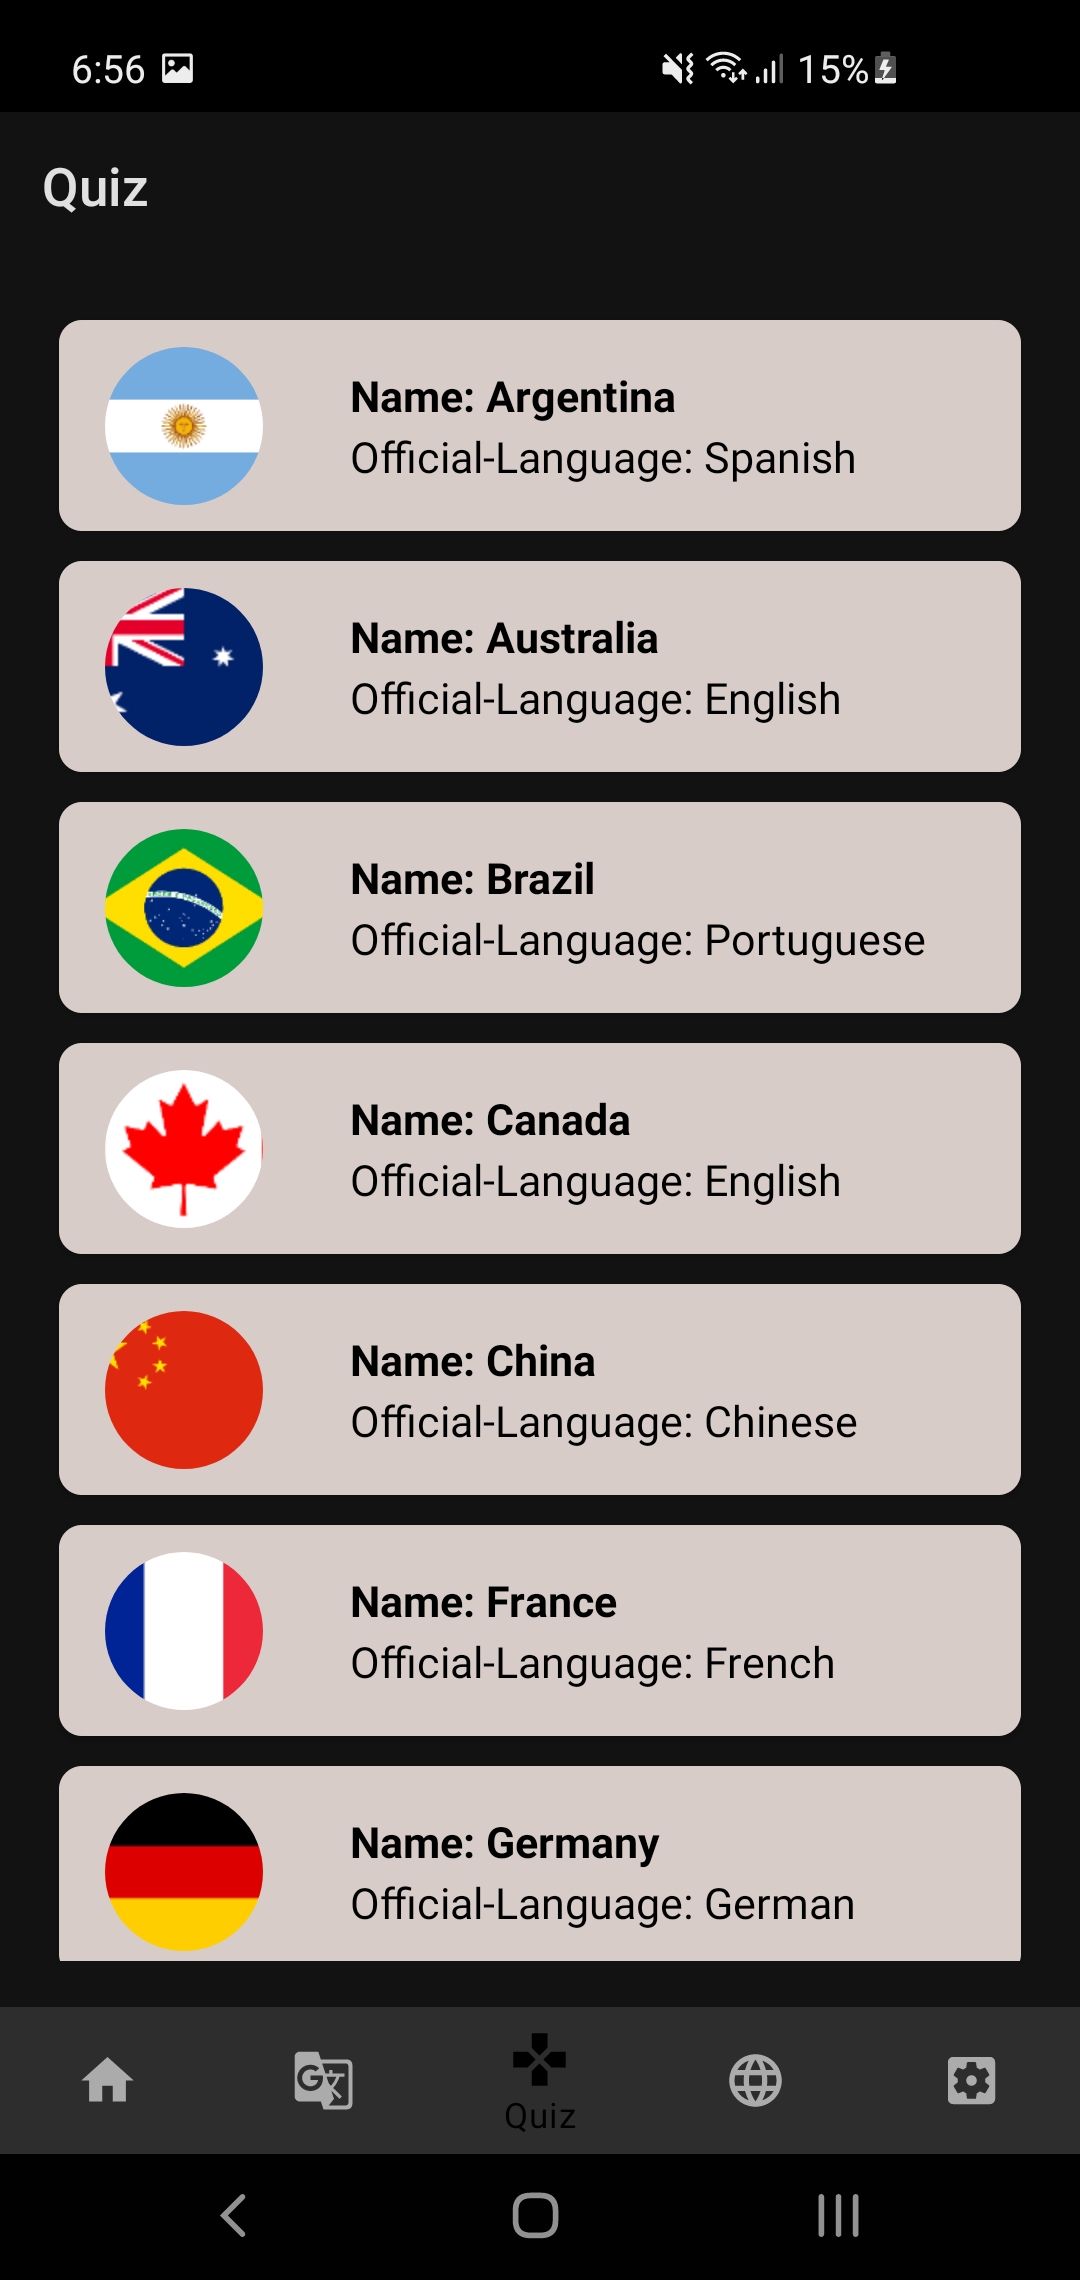 6:56 15%
Quiz
Name: Argentina
Official-Language: Spanish
Name: Australia
Official-Language: English
Name: Brazil
Official-Language: Portuguese
Name: Canada
Official-Language: English
Name: China
Official-Language: Chinese
Name: France
Official-Language: French
Name: Germany
Official-Language: German
Quiz